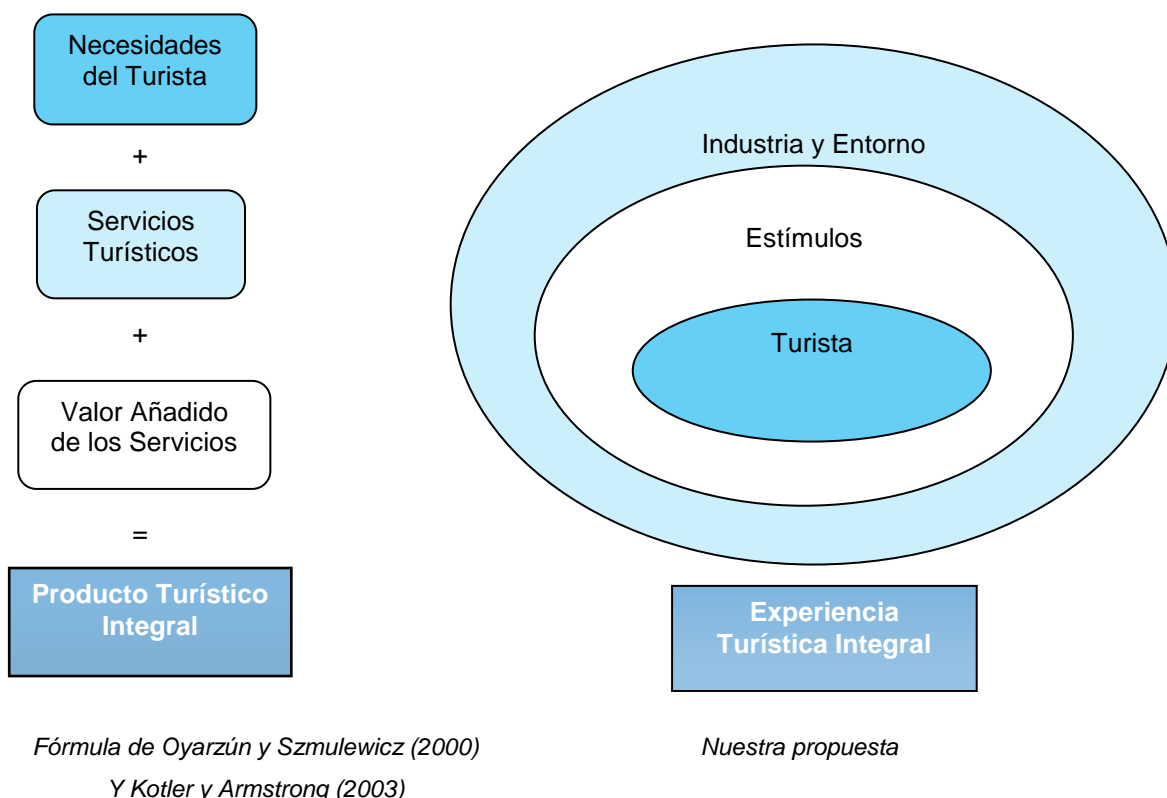 Necesidades
del Turista
+
Servicios
Turísticos
+
Valor Añadido
de los Servicios
=
Producto Turístico
Integral
Industria y Entorno
Estímulos
Turista
Experiencia
Turística Integral
Fórmula de Oyarzún y Szmulewicz (2000)
Y Kotler y Armstrong (2003)
Nuestra propuesta